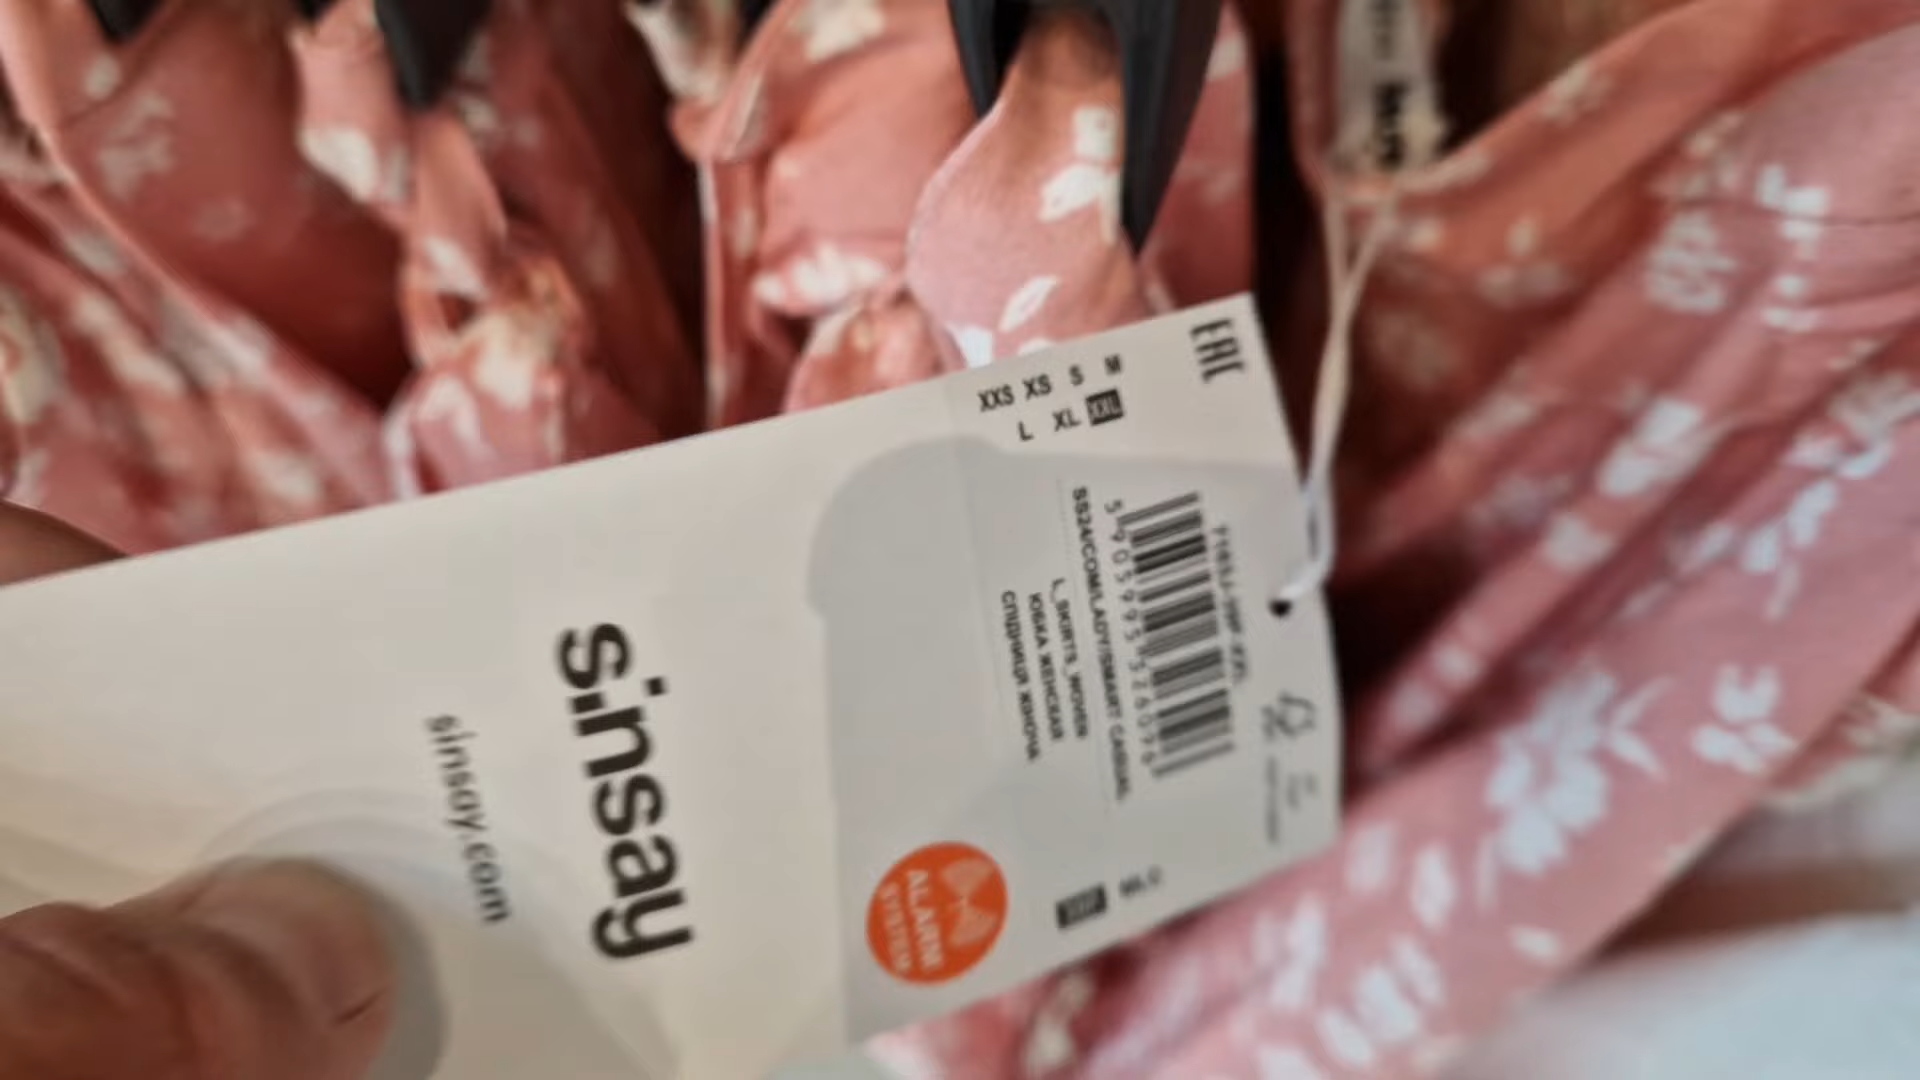 EAC
XXS XS S M
L XL XXL
SS24/COM/LADY/SMART CASUAL
L_SKIRTS_WOVEN
ЮБКА ЖЕНСКАЯ
СПІДНИЦЯ ЖІНОЧА
ALARM
SYSTEM
sinsay
sinsay.com